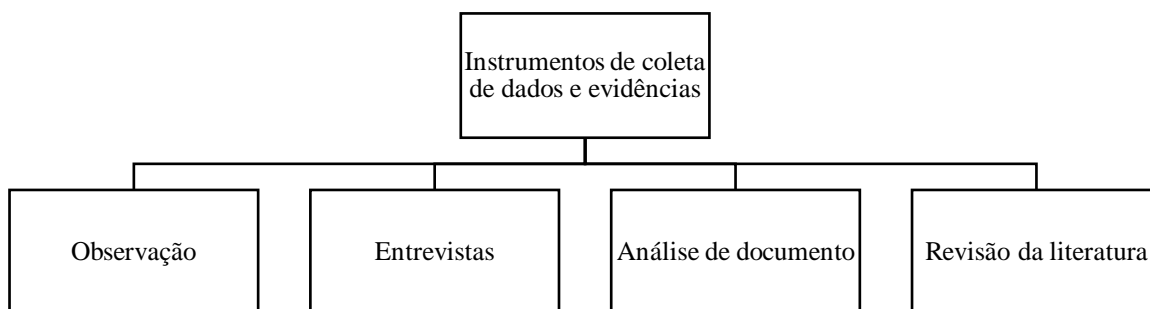 Instrumentos de coleta
de dados e evidências
Observação
Entrevistas
Análise de documento
Revisão da literatura